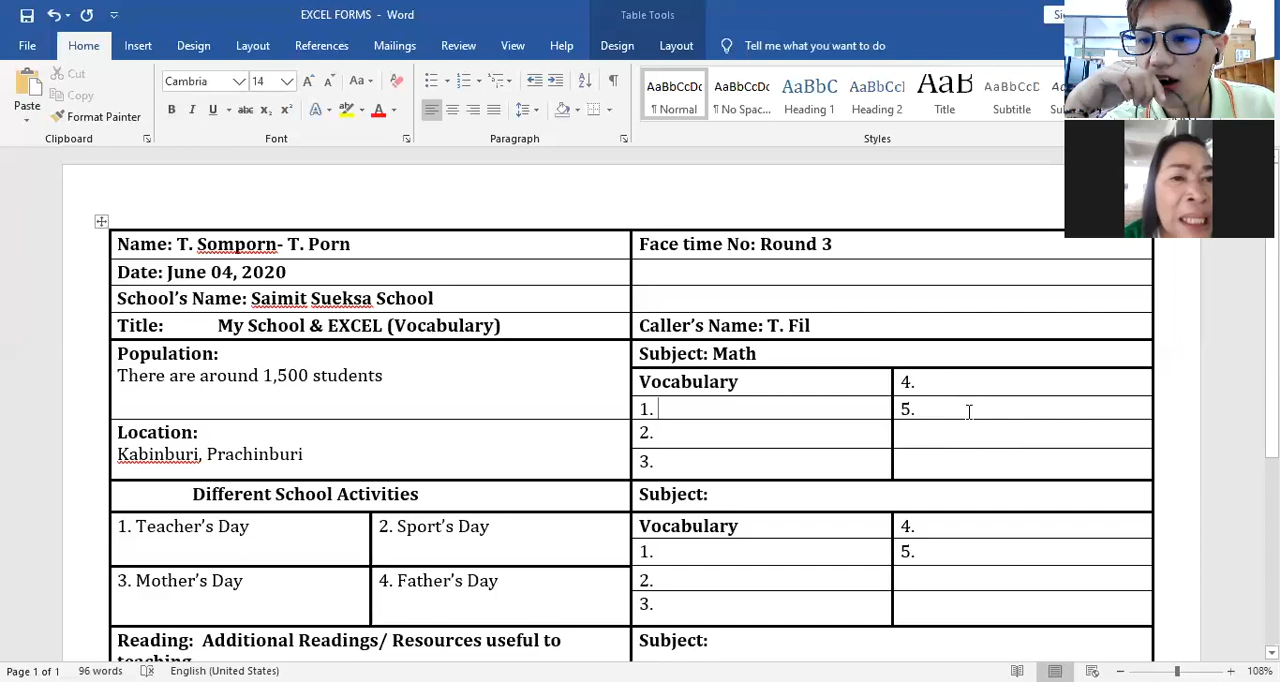 EXCEL FORMS - Word
Table Tools
File Home Insert Design Layout References Mailings Review View Help Design Layout Tell me what you want to do
Paste
Cut
Copy
Format Painter
Clipboard
Cambria 14
Aa
B I U abc X₂ X²
Font
Paragraph
AaBbCcDc AaBbCcDc AaBbC AaBbCcI AaB AaBbCcD
¶ Normal ¶ No Spac... Heading 1 Heading 2 Title Subtitle
Styles
Name: T. Somporn- T. Porn
Face time No: Round 3
Date: June 04, 2020
School's Name: Saimit Sueksa School
Title: My School & EXCEL (Vocabulary)
Caller's Name: T. Fil
Population:
There are around 1,500 students
Subject: Math
Vocabulary
4.
1.
5.
2.
3.
Location:
Kabinburi, Prachinburi
Different School Activities
Subject:
1. Teacher's Day
2. Sport's Day
3. Mother's Day
4. Father's Day
Vocabulary
4.
1.
5.
2.
3.
Reading: Additional Readings/ Resources useful to
teaching
Subject:
Page 1 of 1 96 words English (United States)
108%